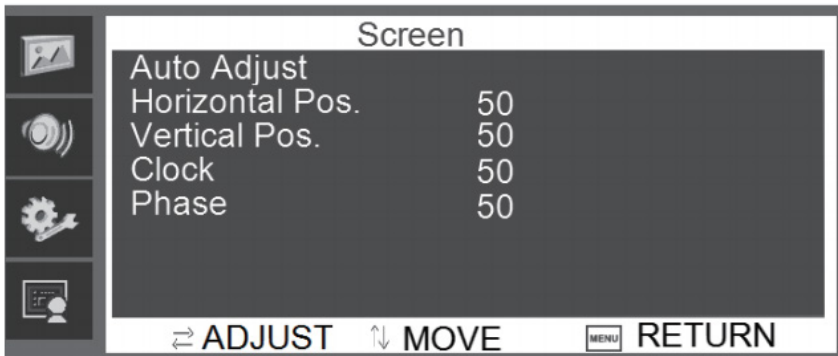 Screen
Auto Adjust
Horizontal Pos. 50
Vertical Pos. 50
Clock 50
Phase 50
⇄ ADJUST ↑↓ MOVE MENU RETURN